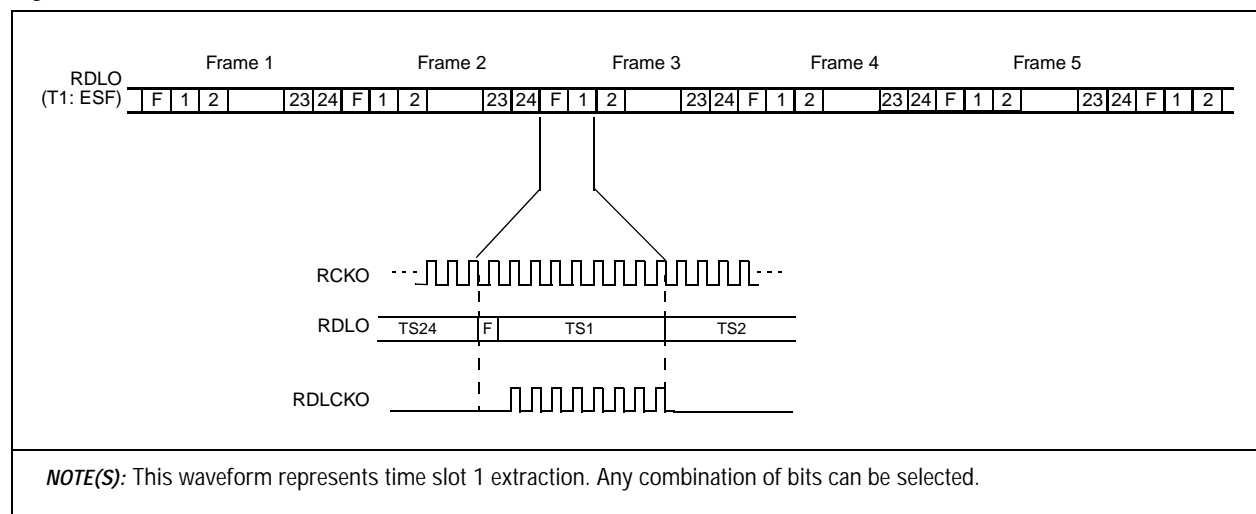 Frame 1 Frame 2 Frame 3 Frame 4 Frame 5
RDLO
(T1: ESF) F 1 2 23 24 F 1 2 23 24 F 1 2 23 24 F 1 2 23 24 F 1 2 23 24 F 1 2
RCKO
RDLO TS24 F TS1 TS2
RDLCKO
NOTE(S): This waveform represents time slot 1 extraction. Any combination of bits can be selected.